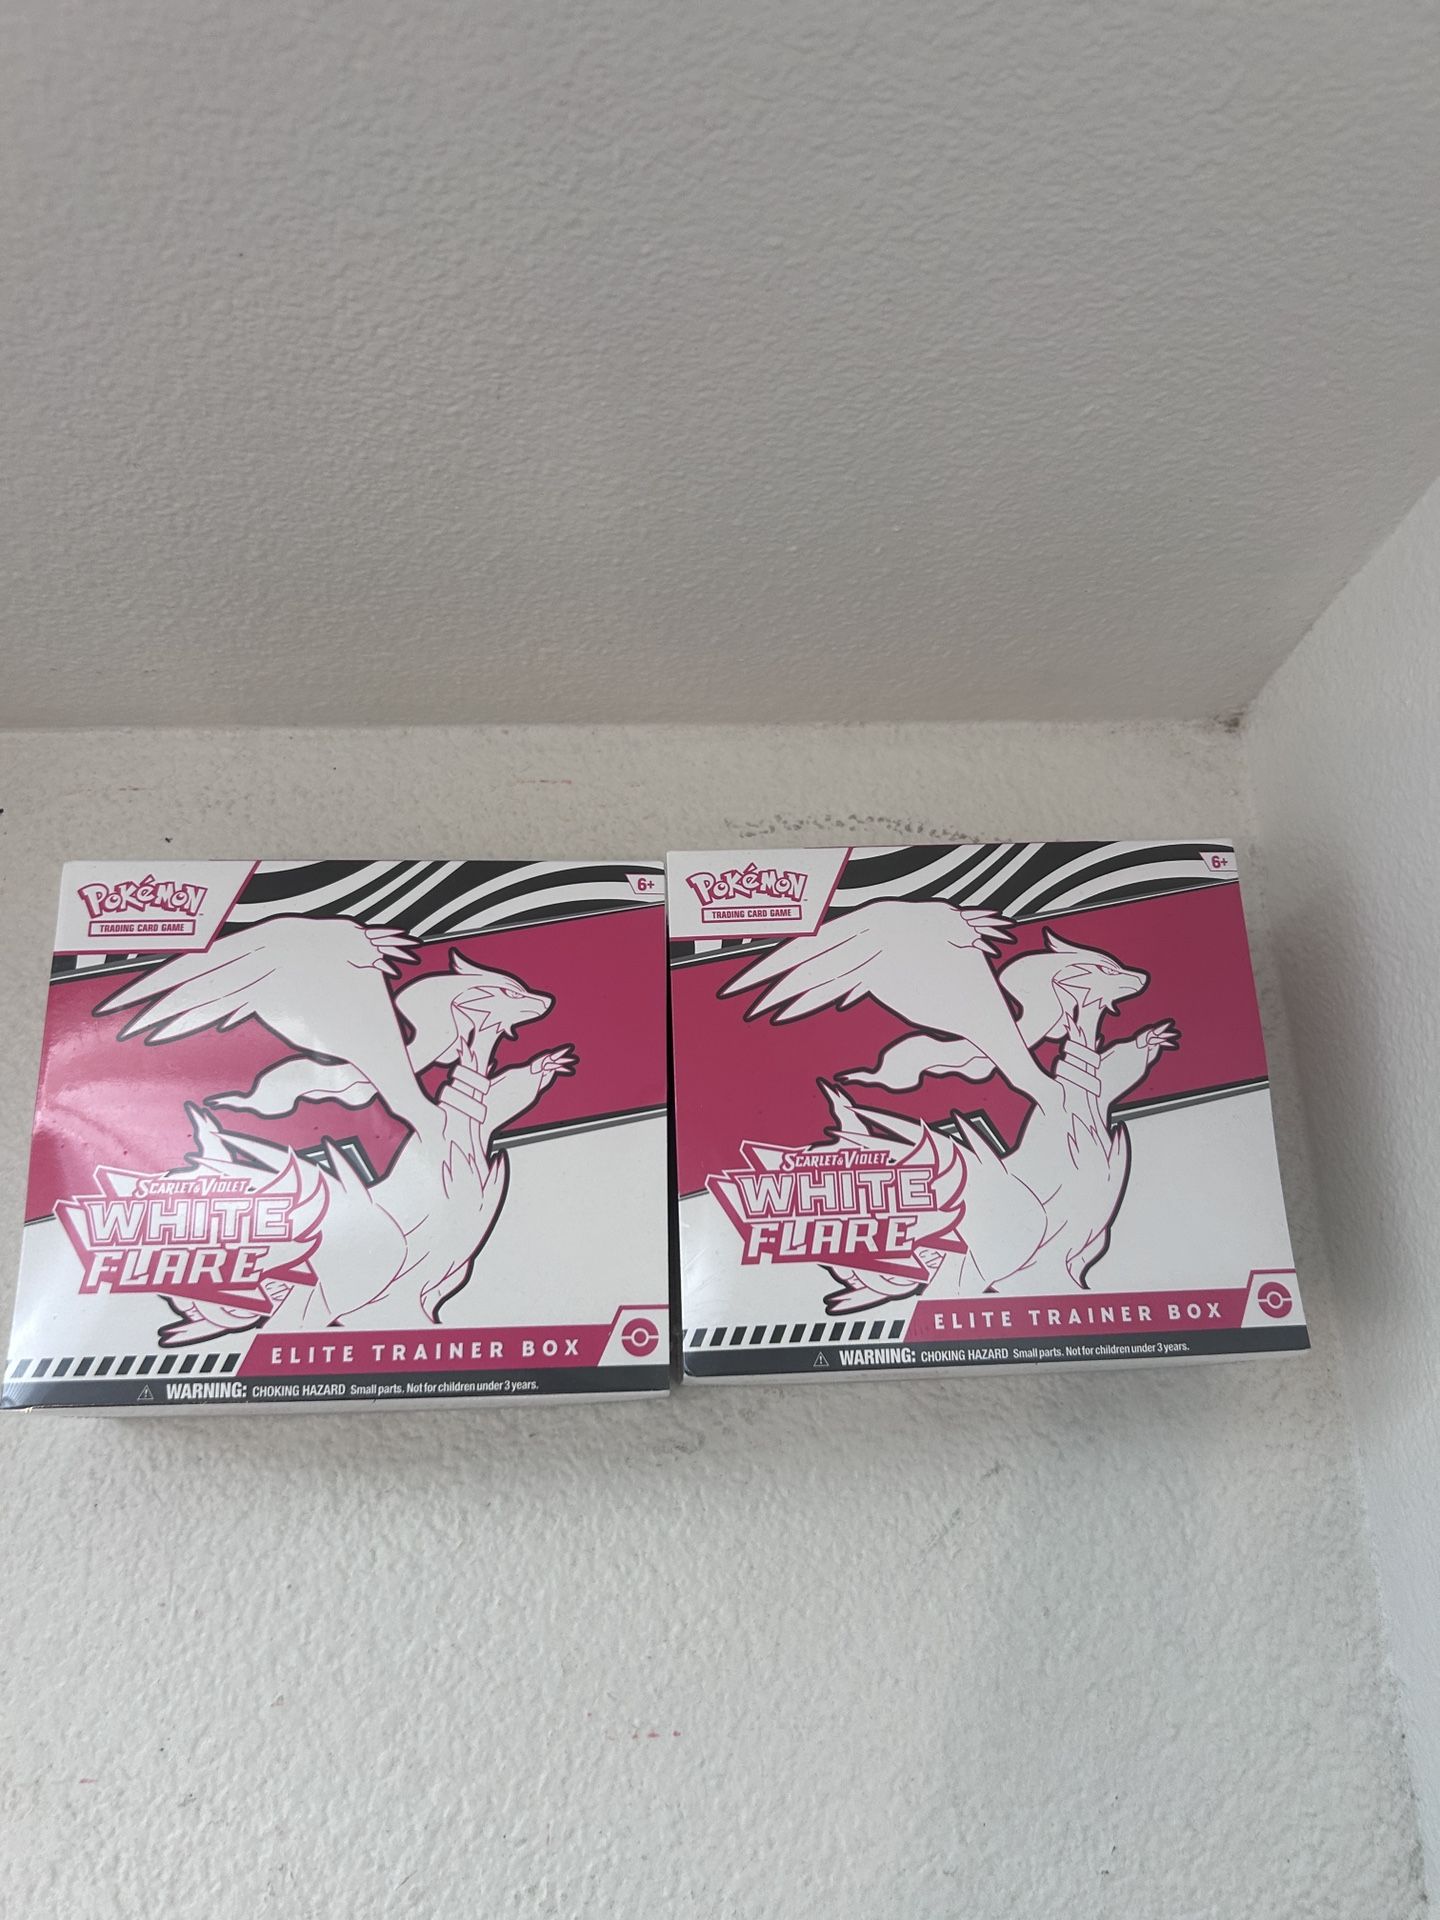 POKÉMON
TRADING CARD GAME
6+
SCARLET & VIOLET
WHITE
FLARE
ELITE TRAINER BOX
WARNING: CHOKING HAZARD Small parts. Not for children under 3 years.
POKÉMON
TRADING CARD GAME
6+
SCARLET & VIOLET
WHITE
FLARE
ELITE TRAINER BOX
WARNING: CHOKING HAZARD Small parts. Not for children under 3 years.